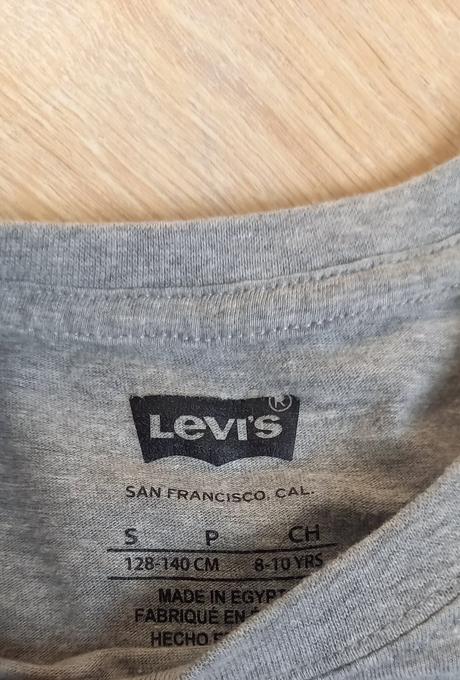 Levi's®
SAN FRANCISCO, CAL.
S P CH
128-140 CM 8-10 YRS
MADE IN EGYPT
FABRIQUÉ EN
HECHO